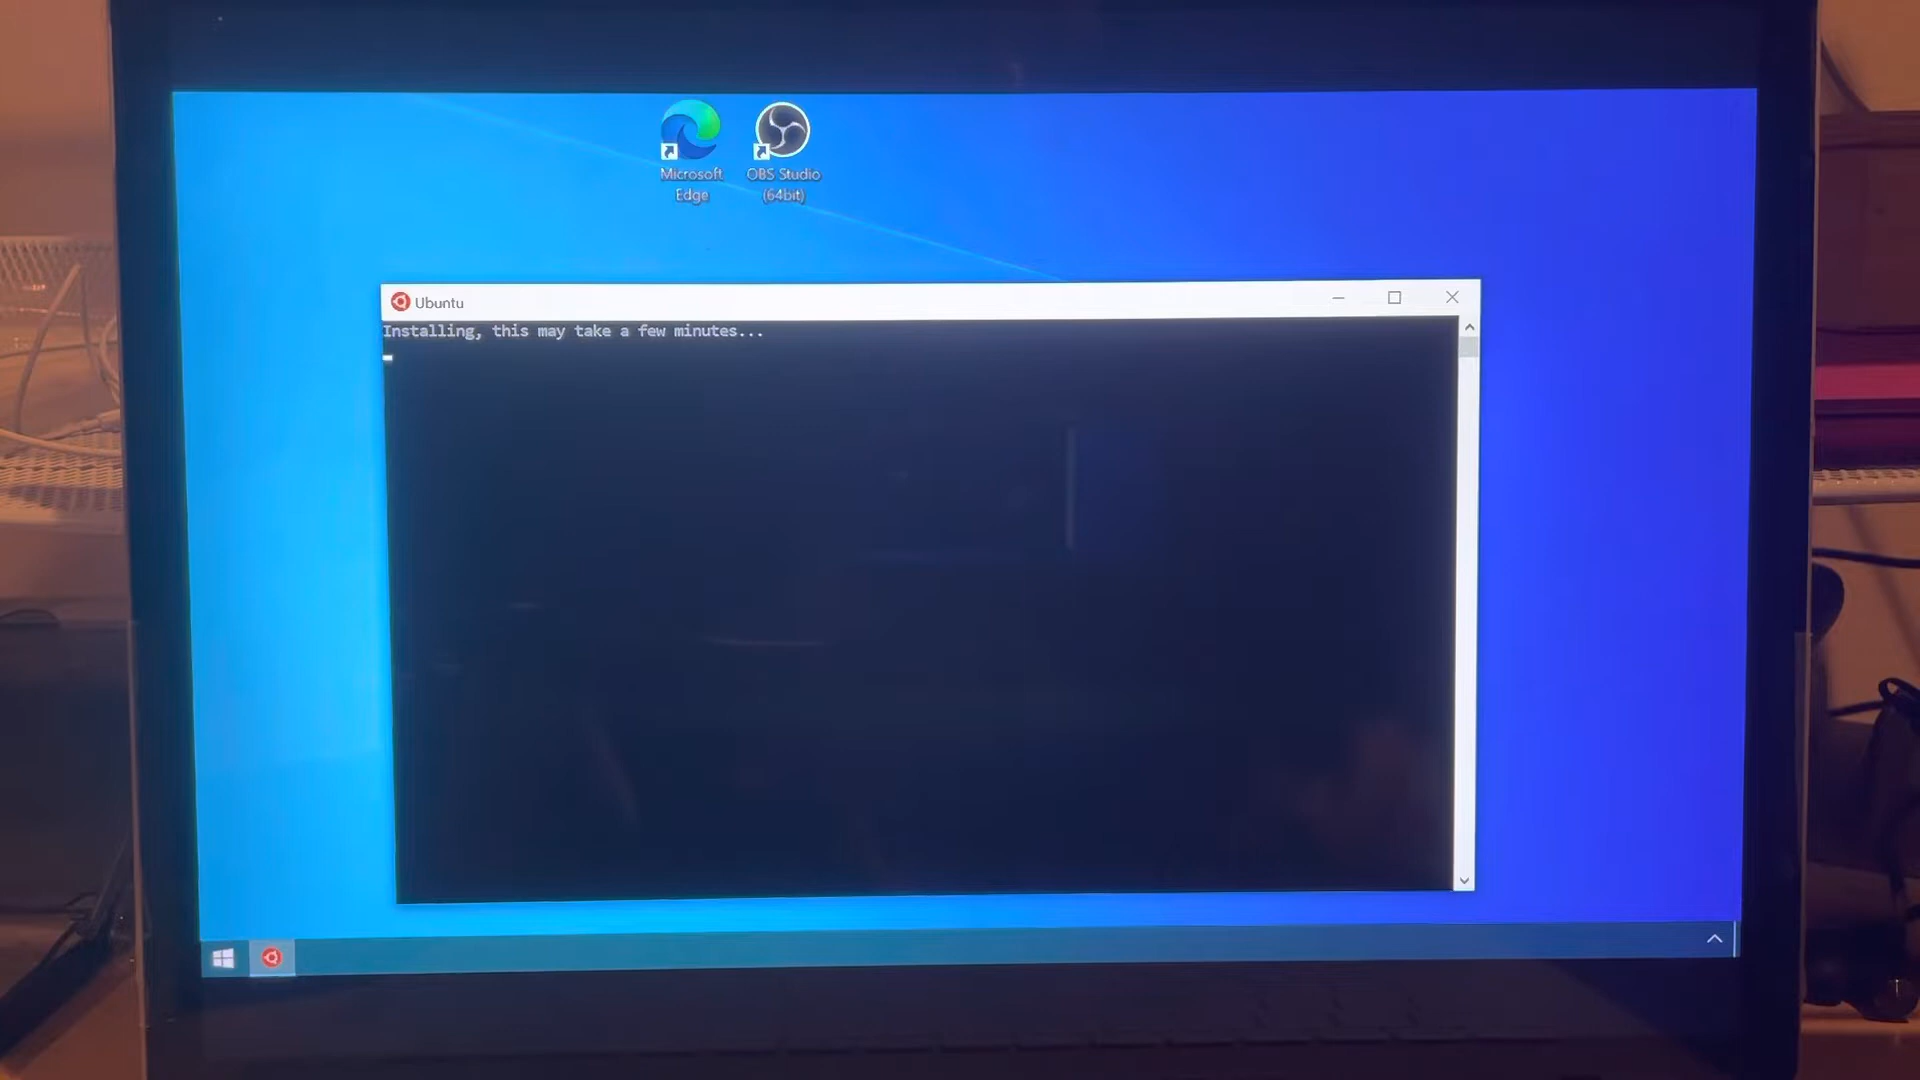 Microsoft
Edge
OBS Studio
(64bit)
Ubuntu
Installing, this may take a few minutes...